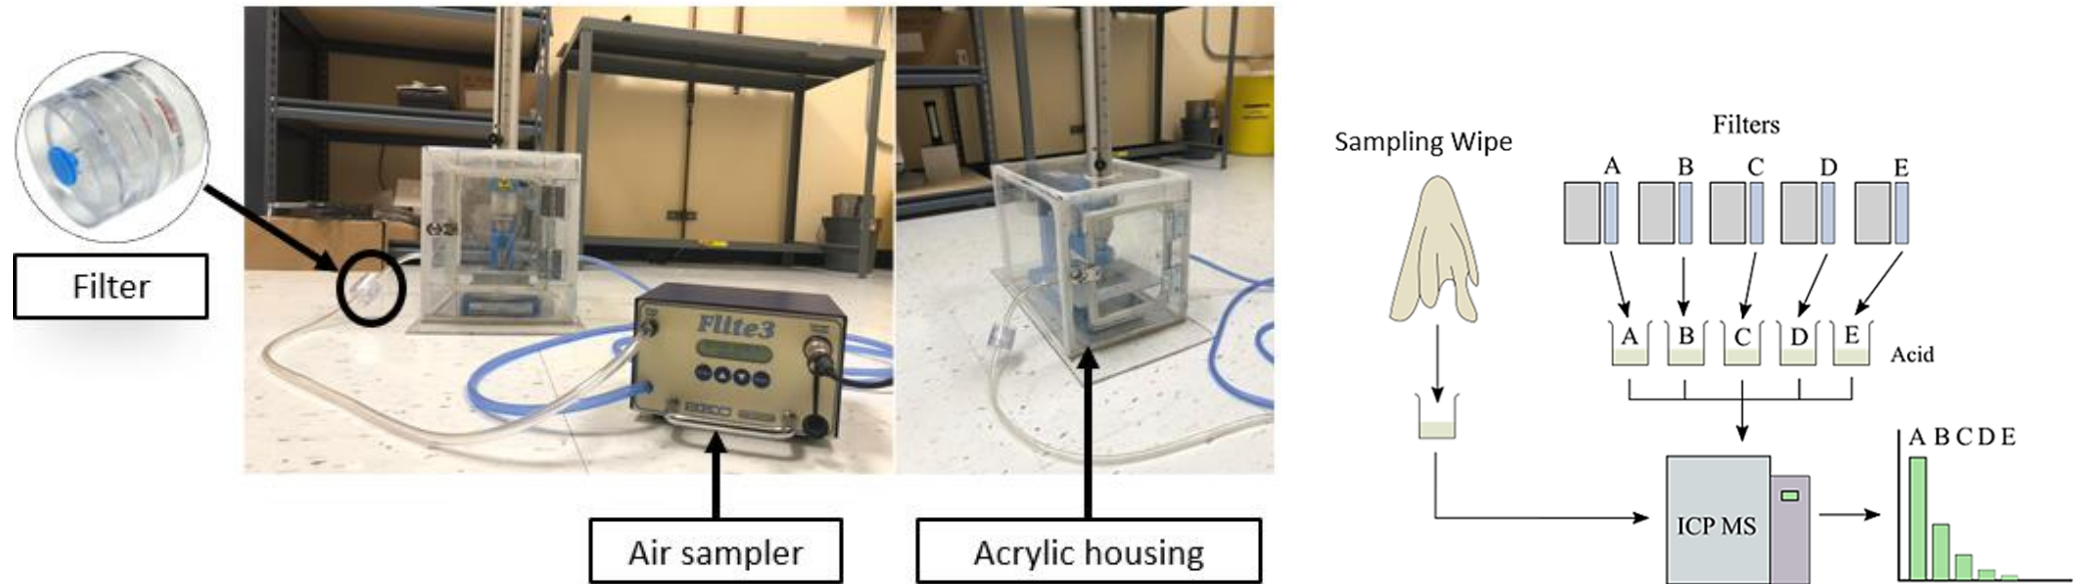 Filter
Flite3
Air sampler
Acrylic housing
Sampling Wipe
Filters
A B C D E
A B C D E
Acid
ICP MS
A B C D E